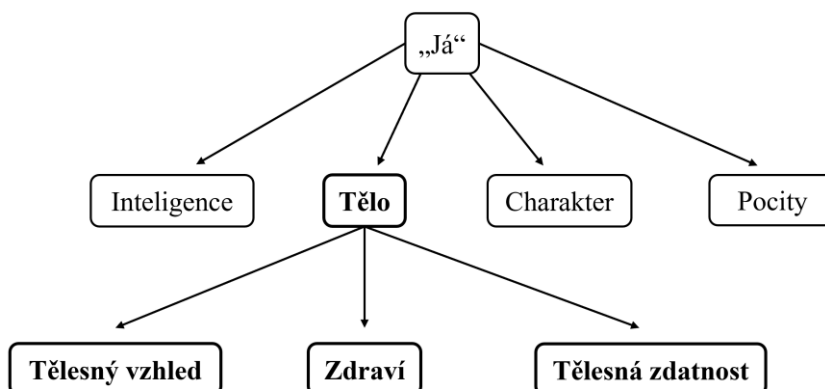 „Já“
Inteligence
Tělo
Charakter
Pocity
Tělesný vzhled
Zdraví
Tělesná zdatnost